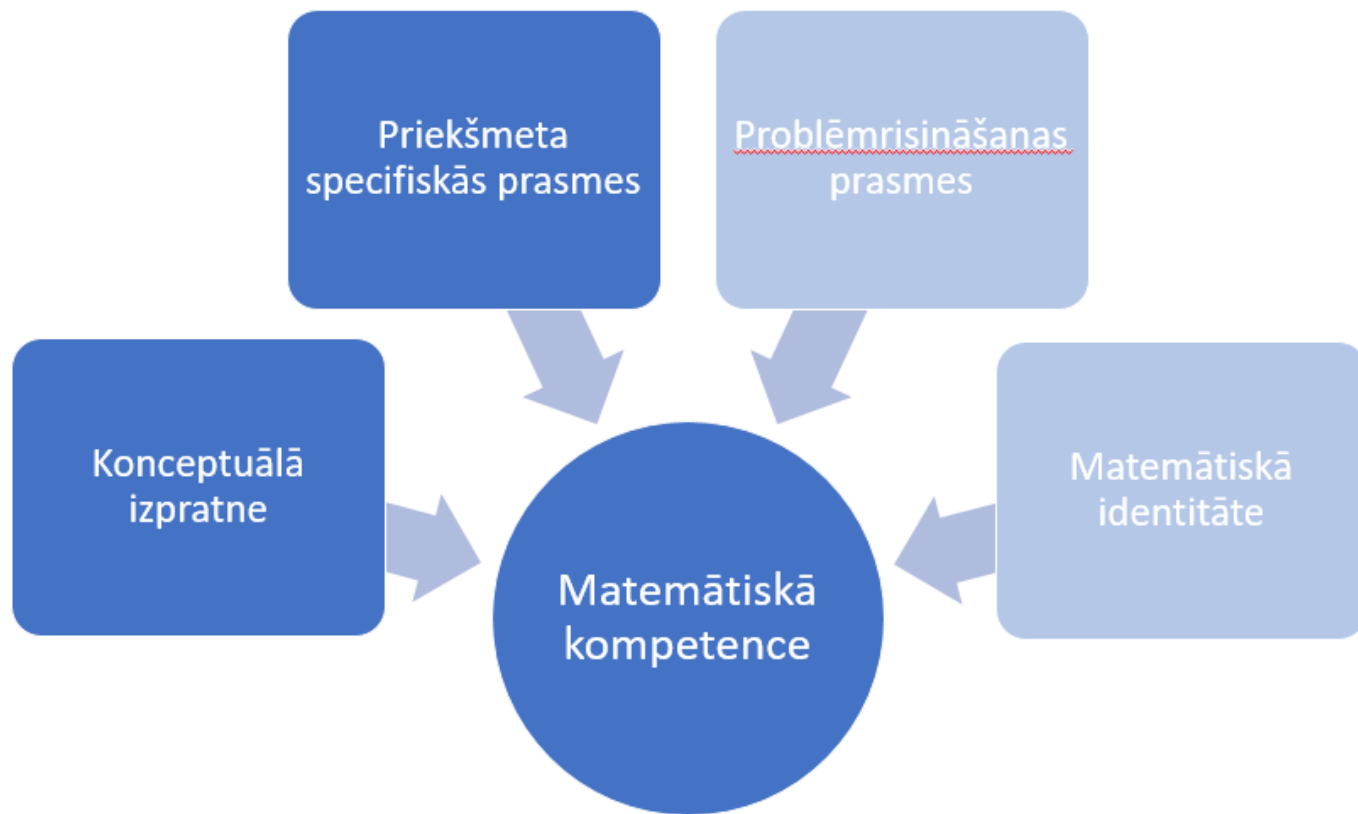 Priekšmeta
specifiskās prasmes
Problēmrisināšanas
prasmes
Konceptuālā
izpratne
Matemātiskā
identitāte
Matemātiskā
kompetence